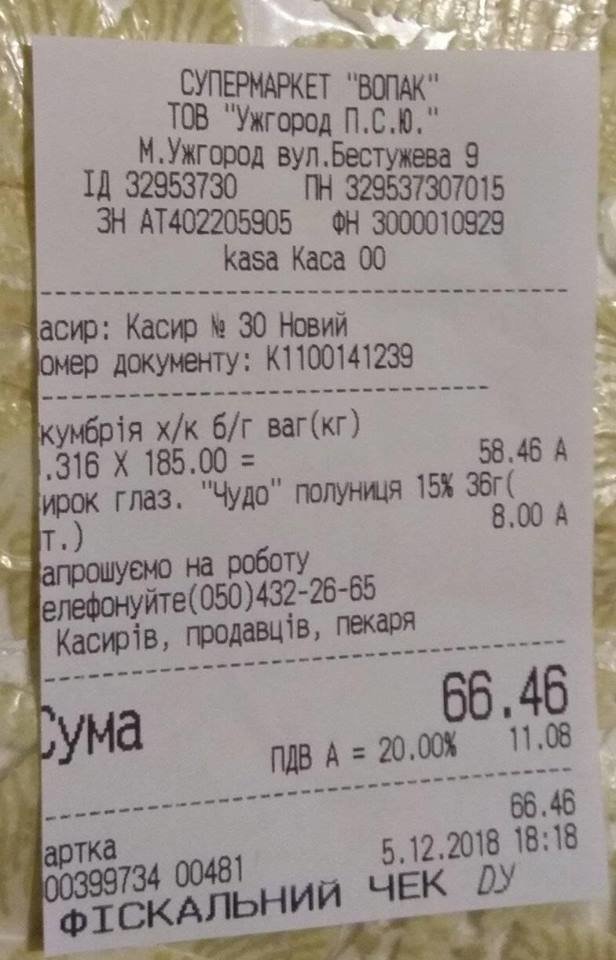 СУПЕРМАРКЕТ "ВОПАК"
ТОВ "Ужгород П.С.Ю."
М.Ужгород вул.Бестужева 9
ІД 32953730 ПН 329537307015
ЗН АТ402205905 ФН 3000010929
kasa Каса 00
асир: Касир № 30 Новий
омер документу: К1100141239
кумбрія х/к б/г ваг(кг)
.316 X 185.00 = 58.46 А
ирок глаз. "Чудо" полуниця 15% 36г(
т.) 8.00 А
апрошуємо на роботу
елефонуйте(050)432-26-65
Касирів, продавців, пекаря
Сума 66.46
ПДВ А = 20.00% 11.08
66.46
артка
5.12.2018 18:18
00399734 00481
ФІСКАЛЬНИЙ ЧЕК